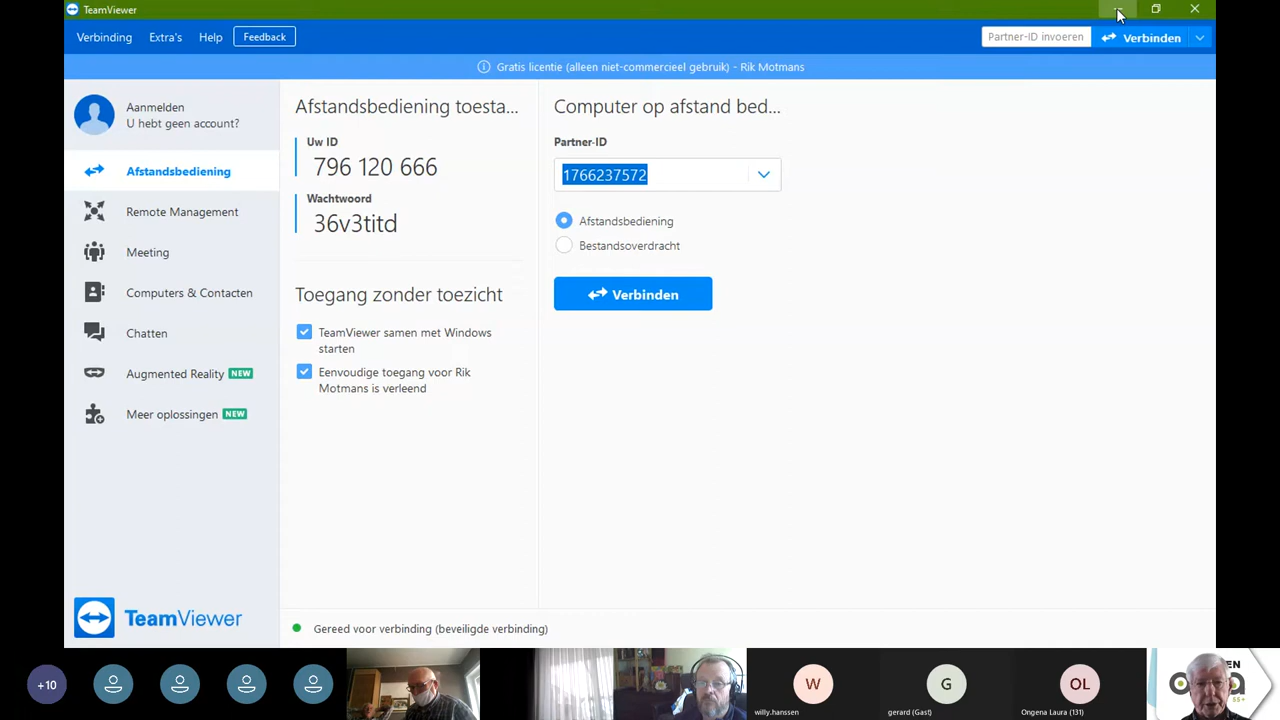 TeamViewer
Verbinding
Extra's
Help
Feedback
Partner-ID invoeren
Verbinden
Gratis licentie (alleen niet-commercieel gebruik) - Rik Motmans
Aanmelden
U hebt geen account?
Afstandsbediening
Remote Management
Meeting
Computers & Contacten
Chatten
Augmented Reality NEW
Meer oplossingen NEW
TeamViewer
Afstandsbediening toesta...
Uw ID
796 120 666
Wachtwoord
36v3titd
Toegang zonder toezicht
TeamViewer samen met Windows
starten
Eenvoudige toegang voor Rik
Motmans is verleend
Computer op afstand bed...
Partner-ID
1766237572
Afstandsbediening
Bestandsoverdracht
Verbinden
Gereed voor verbinding (beveiligde verbinding)
+10
W
willy.hanssen
G
gerard (Gast)
OL
Ongena Laura (131)
EN
55+